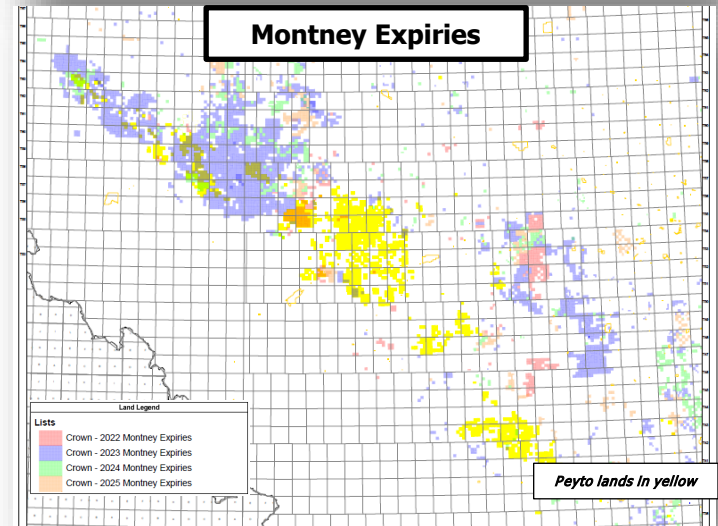 Montney Expiries
Land Legend
Lists
Crown - 2022 Montney Expiries
Crown - 2023 Montney Expiries
Crown - 2024 Montney Expiries
Crown - 2025 Montney Expiries
Peyto lands in yellow